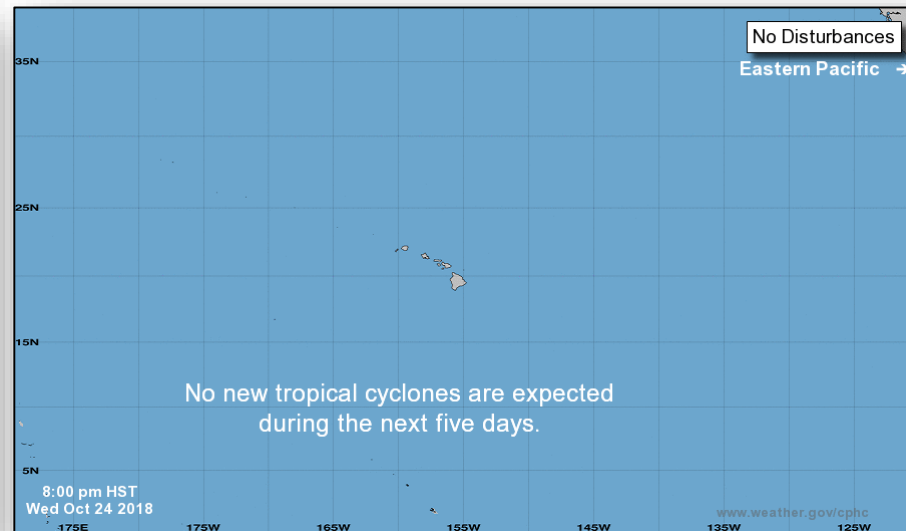 No Disturbances
35N
Eastern Pacific →
25N
15N
No new tropical cyclones are expected
during the next five days.
5N
8:00 pm HST
Wed Oct 24 2018
www.weather.gov/cphc
175E 175W 165W 155W 145W 135W 125W